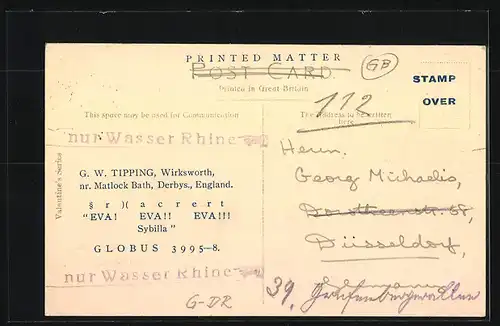 PRINTED MATTER
POST CARD
Printed in Great Britain
GB
STAMP
OVER
112
This space may be used for Communication
The Address to be written
here.
nur Wasser Rhine
Valentine's Series
G. W. TIPPING, Wirksworth,
nr. Matlock Bath, Derbys., England.
§ r )( a c r e r t
"EVA! EVA!! EVA!!!
Sybilla"
GLOBUS 3995-8.
nur Wasser Rhine
G-DR
Herrn.
Georg Michaelis,
58,
Düsseldorf,
39, Grafenbergerallee